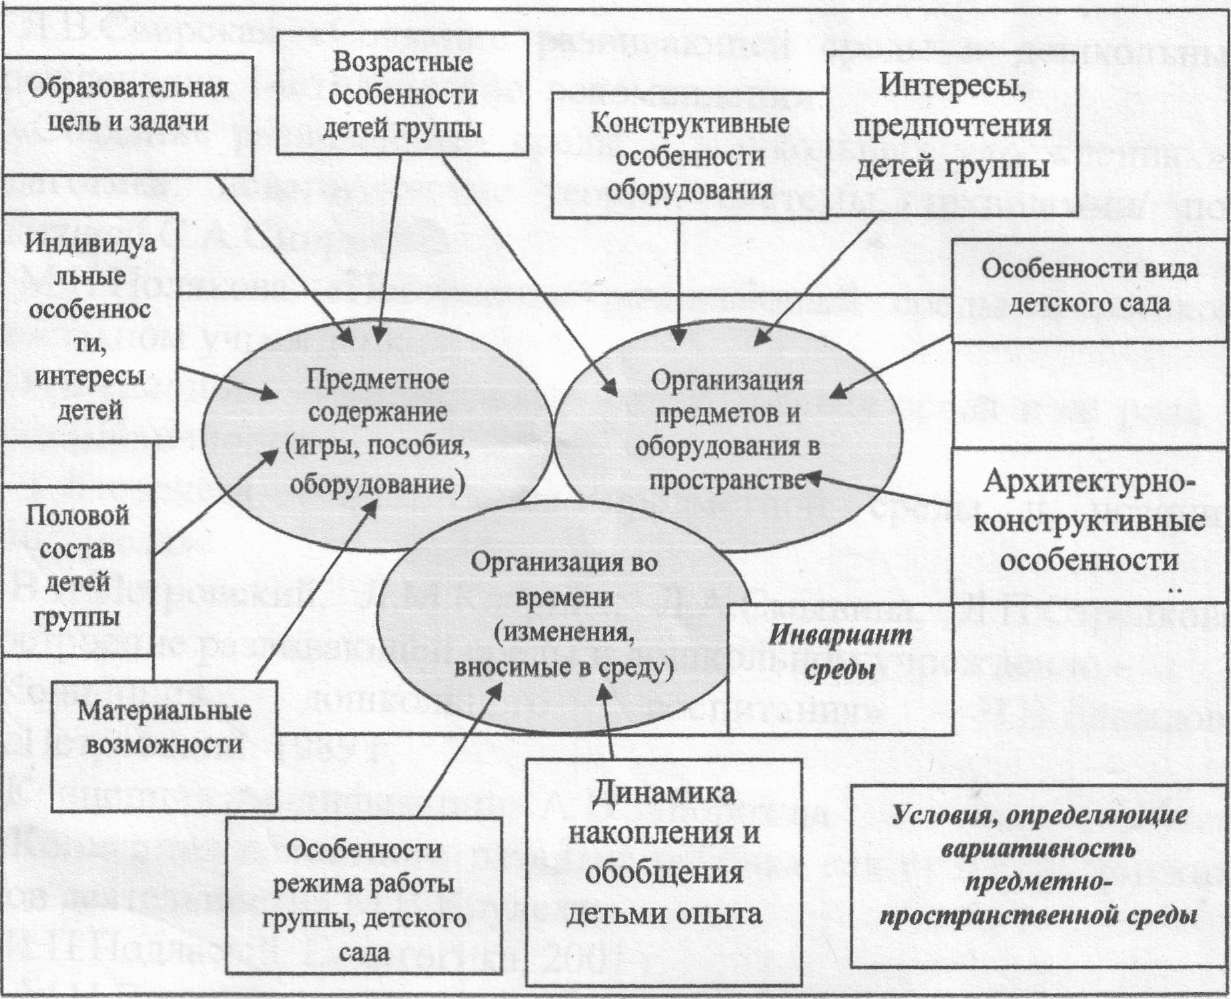 Образовательная
цель и задачи
Возрастные
особенности
детей группы
Конструктивные
особенности
оборудования
Интересы,
предпочтения
детей группы
Индивидуа
льные
особеннос
ти,
интересы
детей
Особенности вида
детского сада
Предметное
содержание
(игры, пособия,
оборудование)
Организация
предметов и
оборудования в
пространстве
Половой
состав
детей
группы
Архитектурно-
конструктивные
особенности
Организация во
времени
(изменения,
вносимые в среду)
Инвариант
среды
Материальные
возможности
Особенности
режима работы
группы, детского
сада
Динамика
накопления и
обобщения
детьми опыта
Условия, определяющие
вариативность
предметно-
пространственной среды